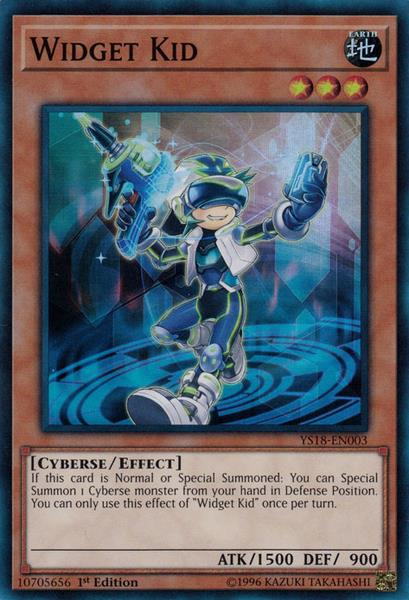 WIDGET KID
EARTH
地
YS18-EN003
[CYBERSE/EFFECT]
If this card is Normal or Special Summoned: You can Special
Summon 1 Cyberse monster from your hand in Defense Position.
You can only use this effect of "Widget Kid" once per turn.
ATK/1500 DEF/ 900
10705656 1st Edition ©1996 KAZUKI TAKAHASHI